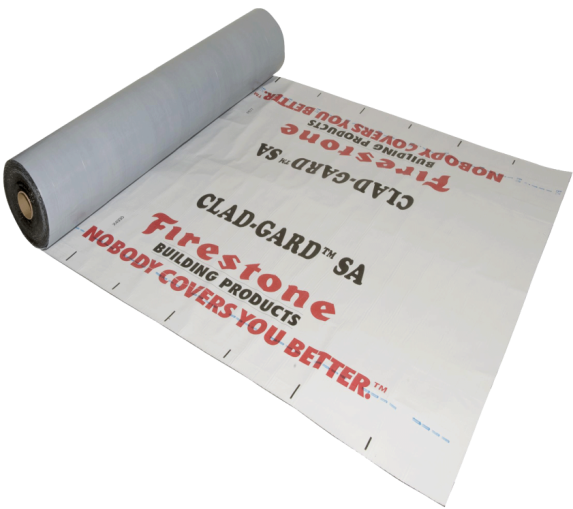 CLAD-GARD™ SA
Firestone
BUILDING PRODUCTS
NOBODY COVERS YOU BETTER.™
CLAD-GARD™ SA
Firestone
BUILDING PRODUCTS
NOBODY COVERS YOU BETTER.™